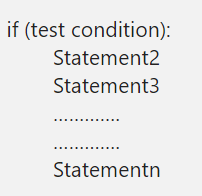 if (test condition):
Statement2
Statement3
.............
.............
Statementn